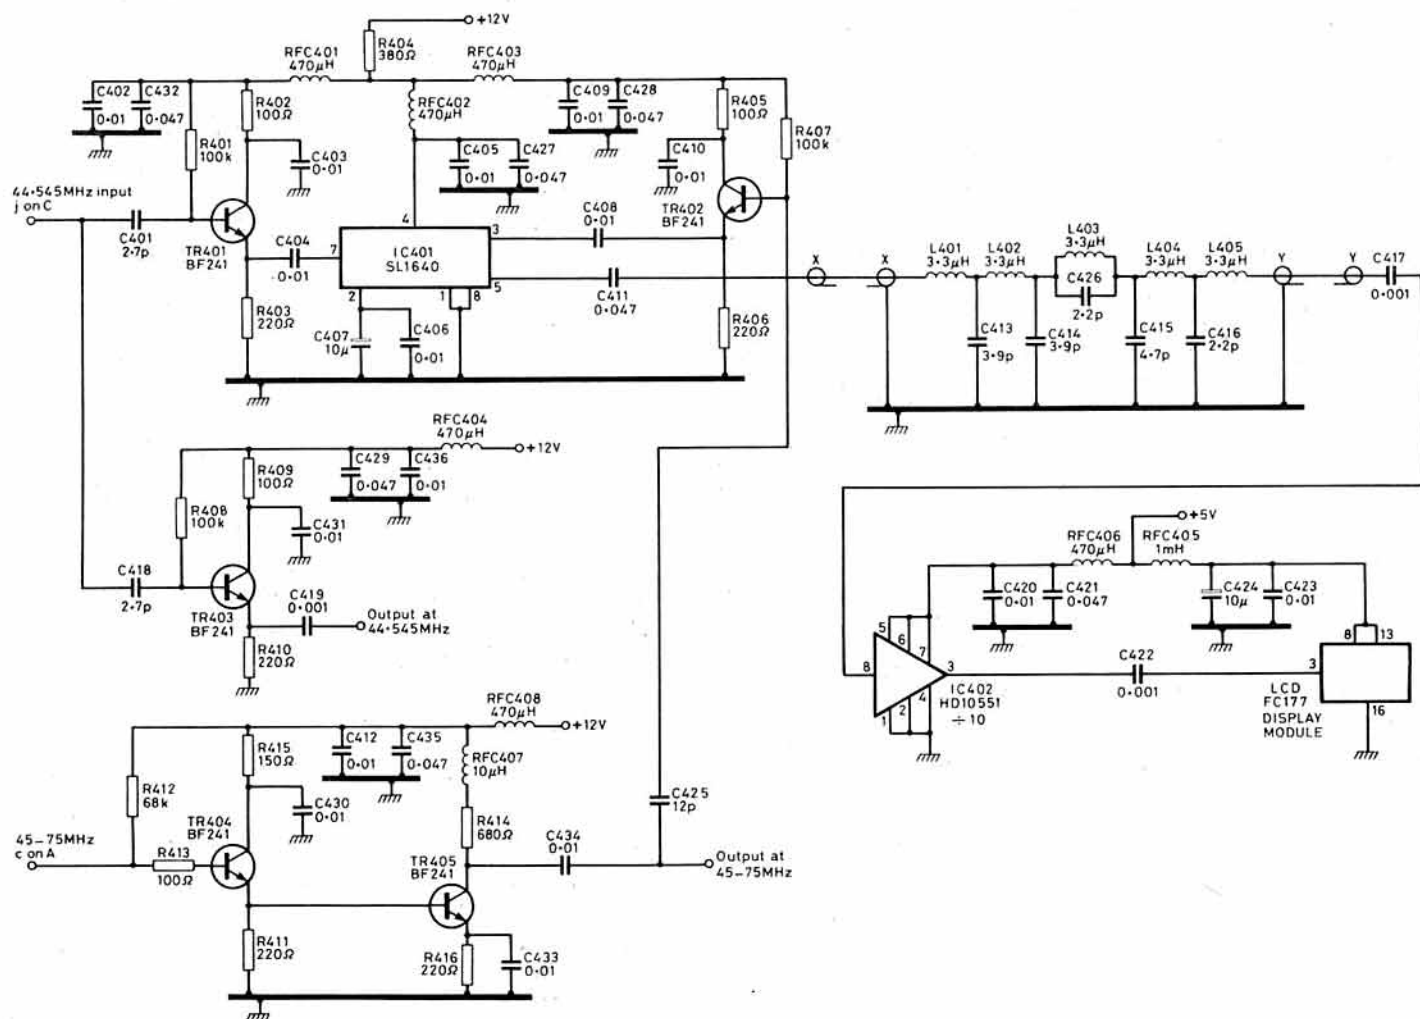 +12V
R404
380Ω
RFC401
470µH
RFC403
470µH
RFC402
470µH
C402
0·01
C432
0·047
R401
100k
R402
100Ω
C403
0·01
C405
0·01
C427
0·047
C409
0·01
C428
0·047
C410
0·01
R405
100Ω
R407
100k
TR402
BF241
44·545MHz input
j on C
C401
2·7p
TR401
BF241
C404
0·01
R403
220Ω
IC401
SL1640
4
7
3
5
2
1
8
C408
0·01
C411
0·047
C407
10µ
C406
0·01
R406
220Ω
X
X
L401
3·3µH
L402
3·3µH
L403
3·3µH
C426
2·2p
L404
3·3µH
L405
3·3µH
Y
Y
C417
0·001
C413
3·9p
C414
3·9p
C415
4·7p
C416
2·2p
RFC404
470µH
+12V
C429
0·047
C436
0·01
R409
100Ω
R408
100k
C431
0·01
C418
2·7p
TR403
BF241
C419
0·001
Output at
44·545MHz
R410
220Ω
+5V
RFC406
470µH
RFC405
1mH
C420
0·01
C421
0·047
C424
10µ
C423
0·01
5
6
7
8
3
1
2
4
IC402
HD10551
÷10
C422
0·001
8
13
3
16
LCD
FC177
DISPLAY
MODULE
RFC408
470µH
+12V
R415
150Ω
C412
0·01
C435
0·047
RFC407
10µH
R412
68k
C430
0·01
R414
680Ω
C425
12p
45–75MHz
c on A
R413
100Ω
TR404
BF241
TR405
BF241
C434
0·01
Output at
45–75MHz
R411
220Ω
R416
220Ω
C433
0·01